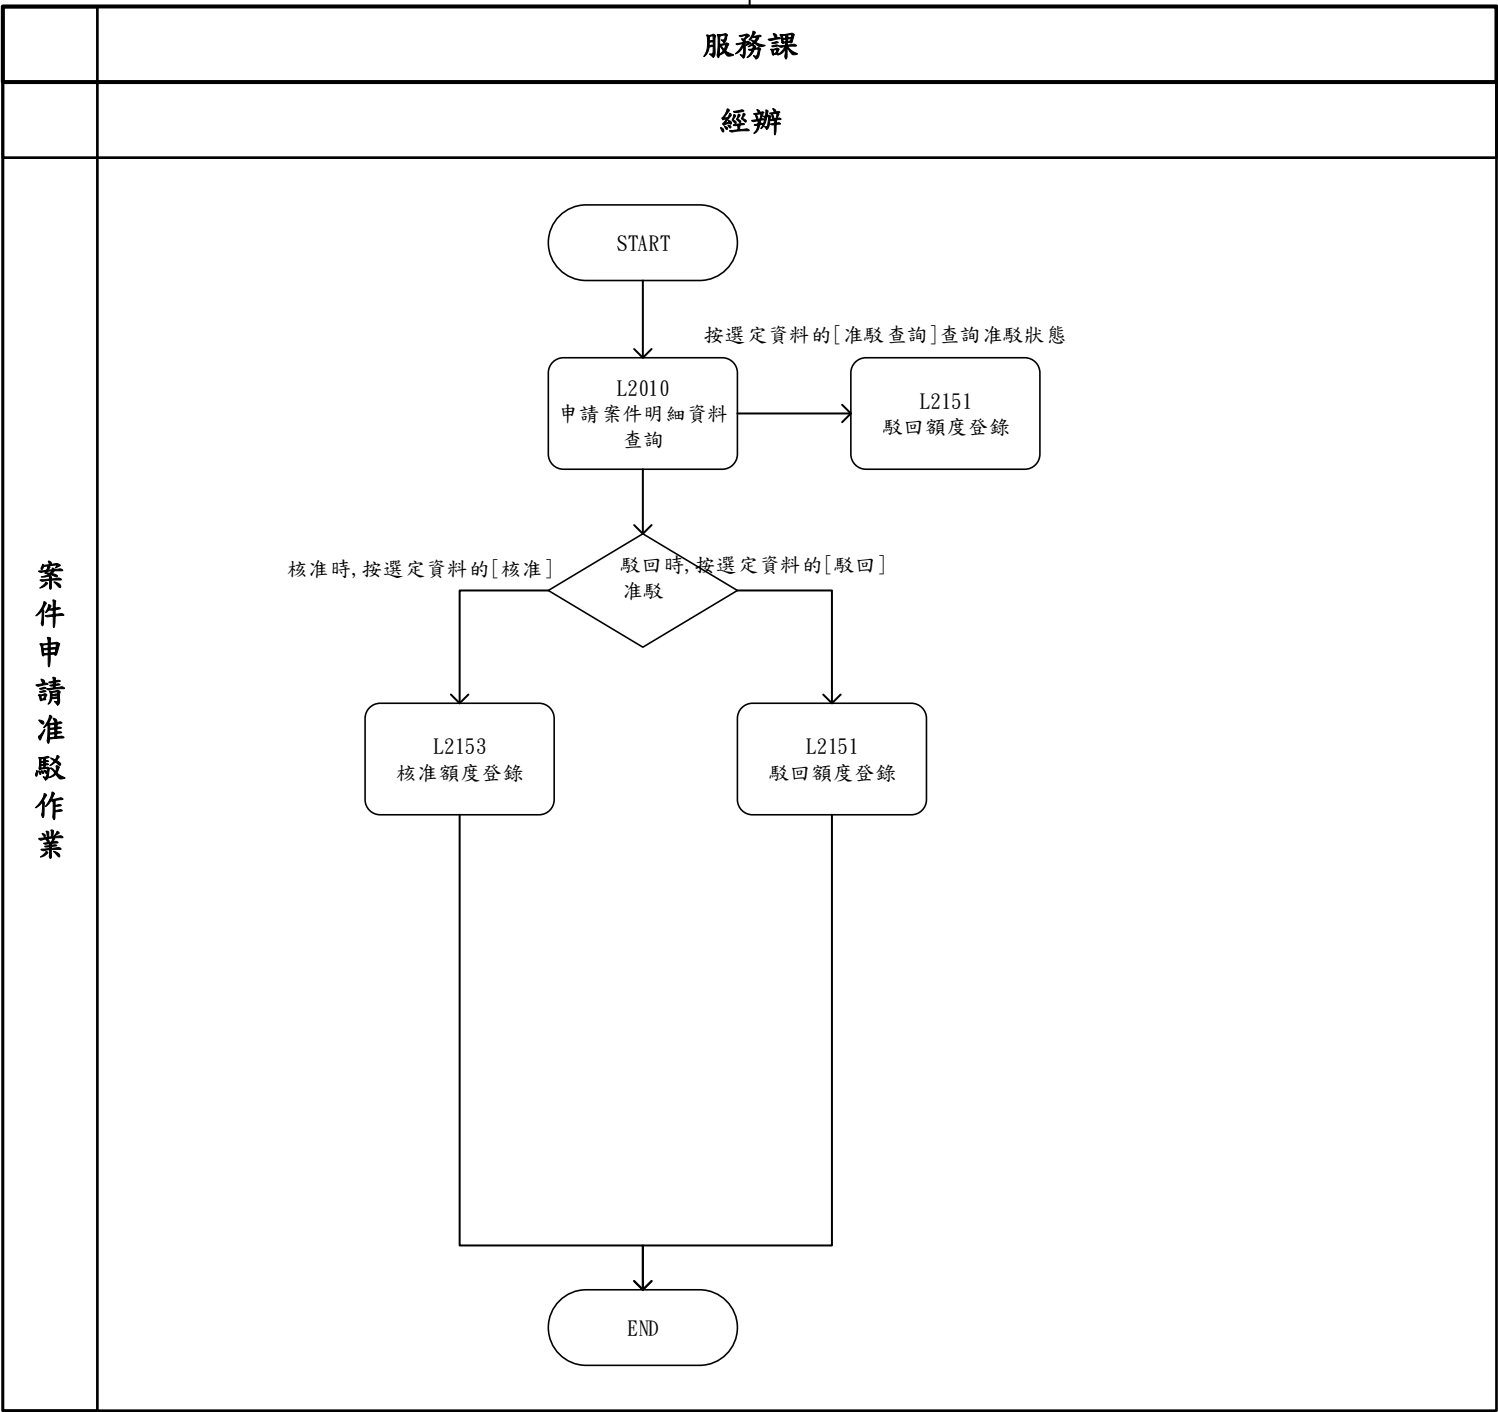 服務課
經辦
案件申請准駁作業
START
按選定資料的[准駁查詢]查詢准駁狀態
L2010
申請案件明細資料
查詢
L2151
駁回額度登錄
核准時,按選定資料的[核准]
駁回時,按選定資料的[駁回]
准駁
L2153
核准額度登錄
L2151
駁回額度登錄
END